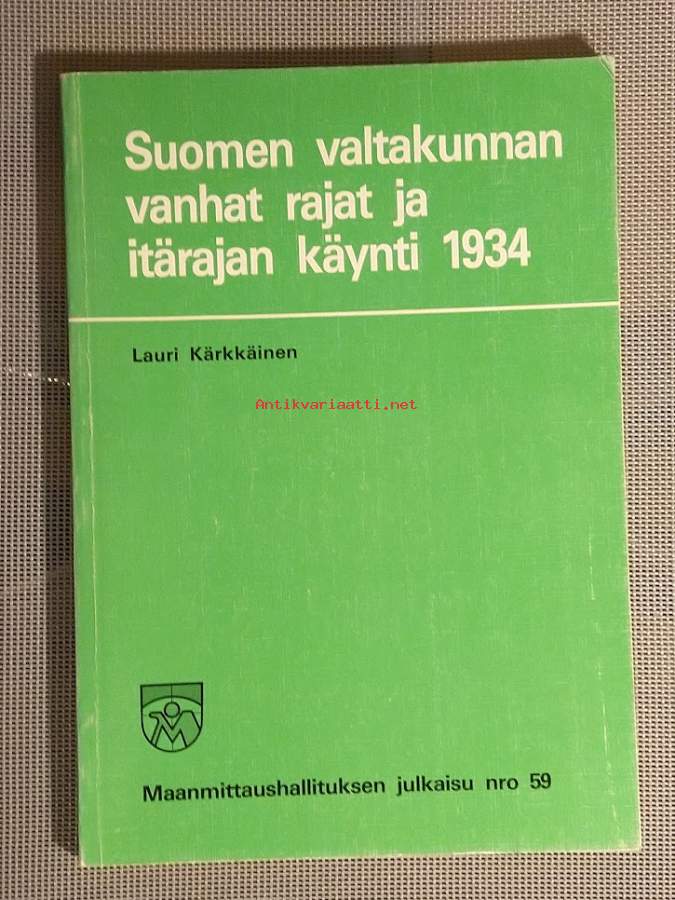 Suomen valtakunnan
vanhat rajat ja
itärajan käynti 1934
Lauri Kärkkäinen
Antikvariaatti.net
Maanmittaushallituksen julkaisu nro 59